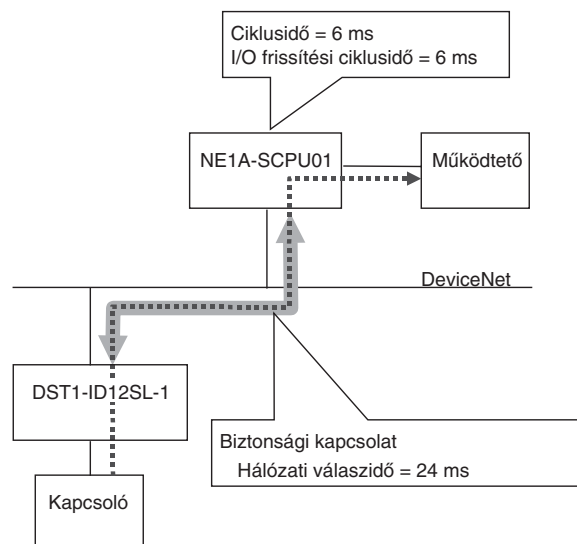 Ciklusidő = 6 ms
I/O frissítési ciklusidő = 6 ms
NE1A-SCPU01
Működtető
DeviceNet
DST1-ID12SL-1
Biztonsági kapcsolat
Hálózati válaszidő = 24 ms
Kapcsoló